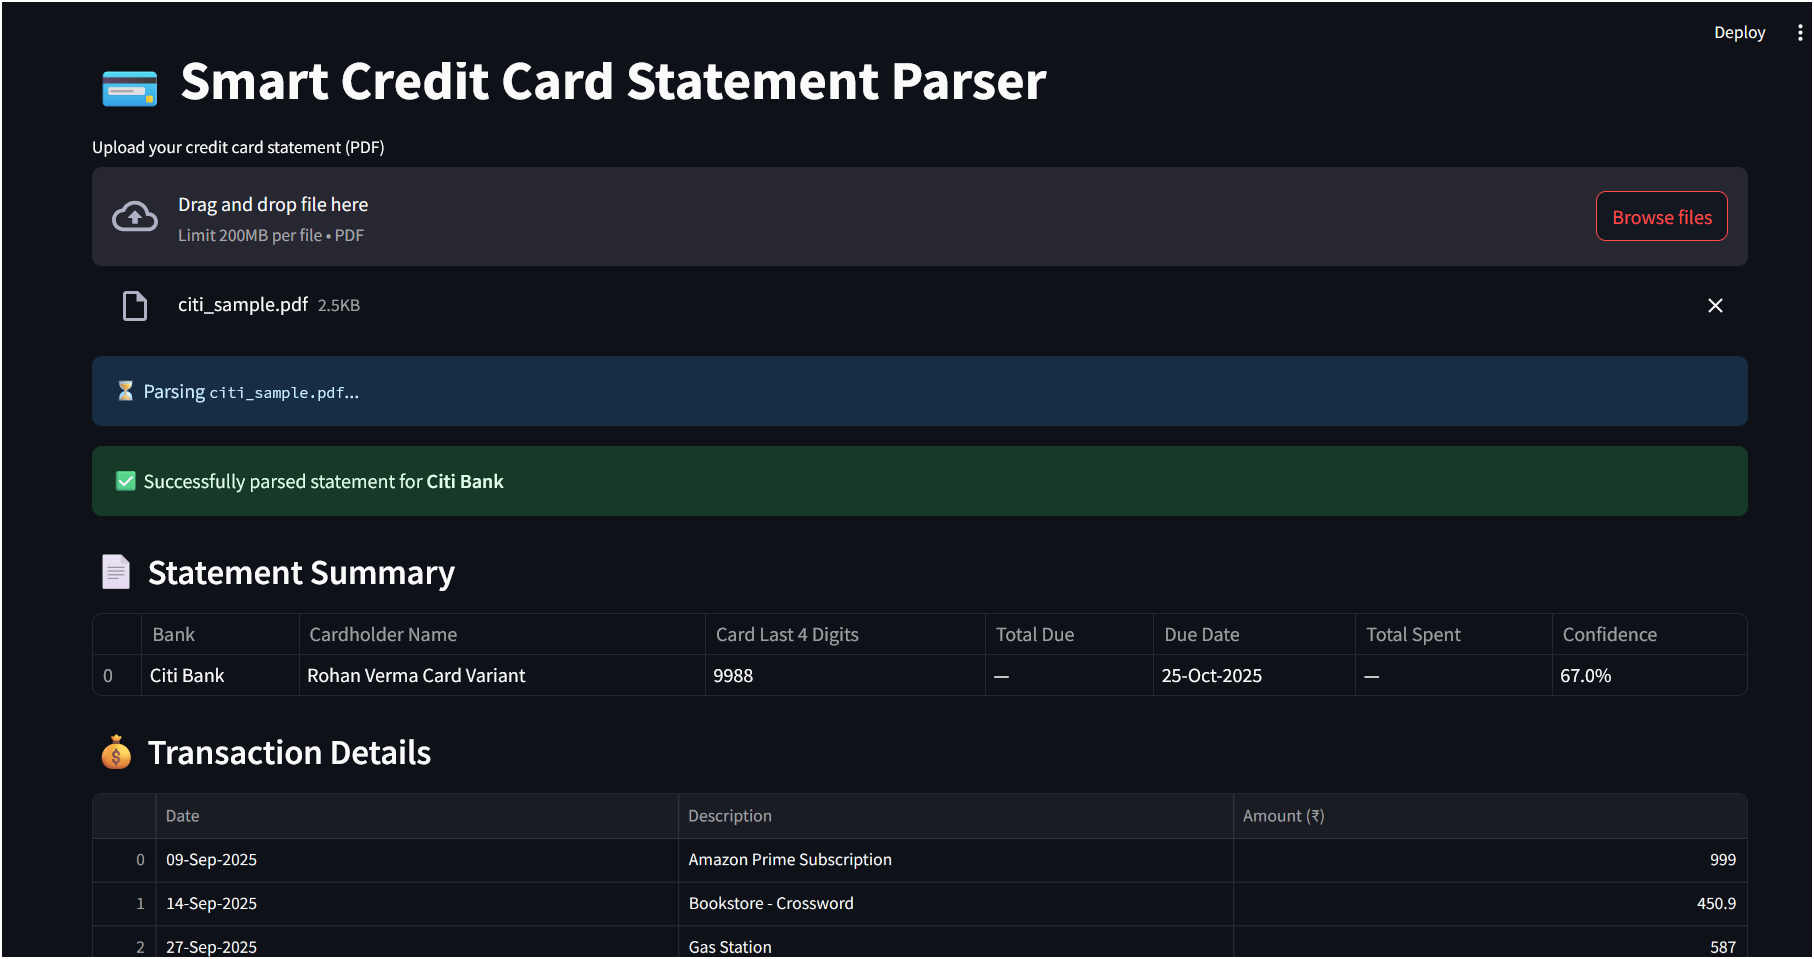 Deploy
Smart Credit Card Statement Parser
Upload your credit card statement (PDF)
Drag and drop file here
Limit 200MB per file • PDF
Browse files
citi_sample.pdf 2.5KB
Parsing citi_sample.pdf...
Successfully parsed statement for Citi Bank
Statement Summary
Bank Cardholder Name Card Last 4 Digits Total Due Due Date Total Spent Confidence
0 Citi Bank Rohan Verma Card Variant 9988 — 25-Oct-2025 — 67.0%
Transaction Details
Date Description Amount (₹)
0 09-Sep-2025 Amazon Prime Subscription 999
1 14-Sep-2025 Bookstore - Crossword 450.9
2 27-Sep-2025 Gas Station 587